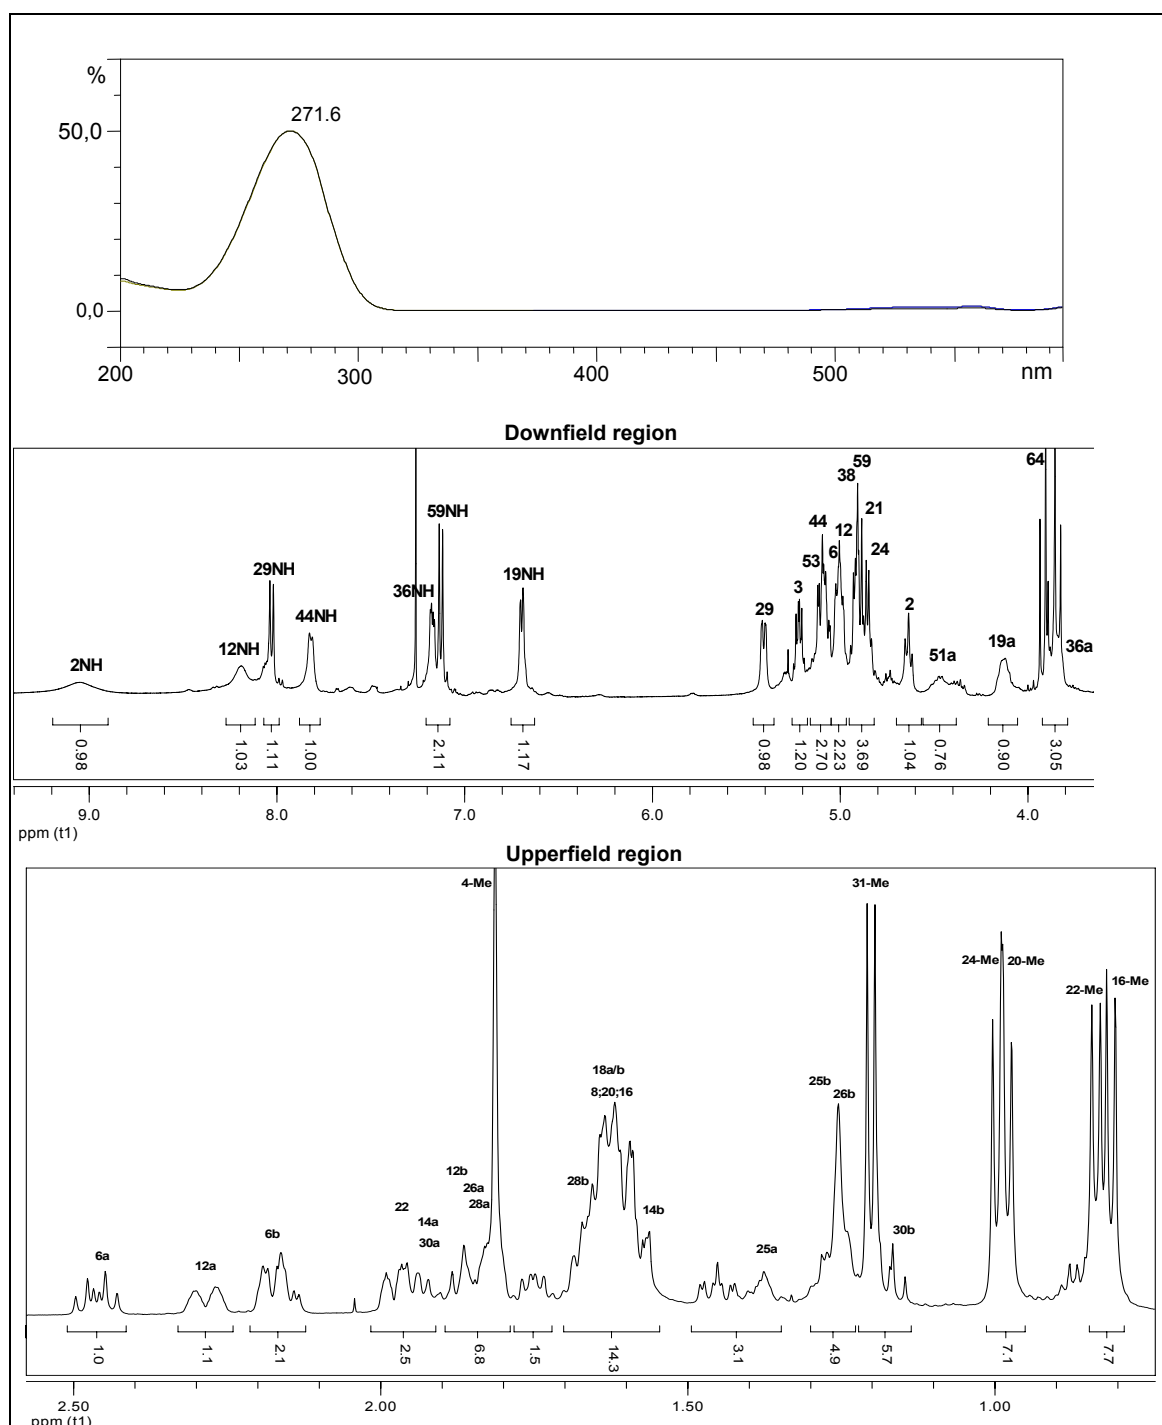 %
271.6
50,0
0,0
200
300
400
500
nm
Downfield region
2NH
12NH
29NH
44NH
36NH
59NH
19NH
29
3
53
44
6
12
38
59
21
24
2
51a
19a
64
36a
0.98
1.03
1.11
1.00
2.11
1.17
0.98
1.20
2.70
2.23
3.69
1.04
0.76
0.90
3.05
9.0
8.0
7.0
6.0
5.0
4.0
ppm (t1)
Upperfield region
4-Me
31-Me
24-Me
20-Me
22-Me
16-Me
18a/b
8;20;16
25b
26b
12b
26a
28a
28b
22
14a
30a
14b
6a
12a
6b
25a
30b
1.0
1.1
2.1
2.5
6.8
1.5
14.3
3.1
4.9
5.7
7.1
7.7
2.50
2.00
1.50
1.00
ppm (t1)